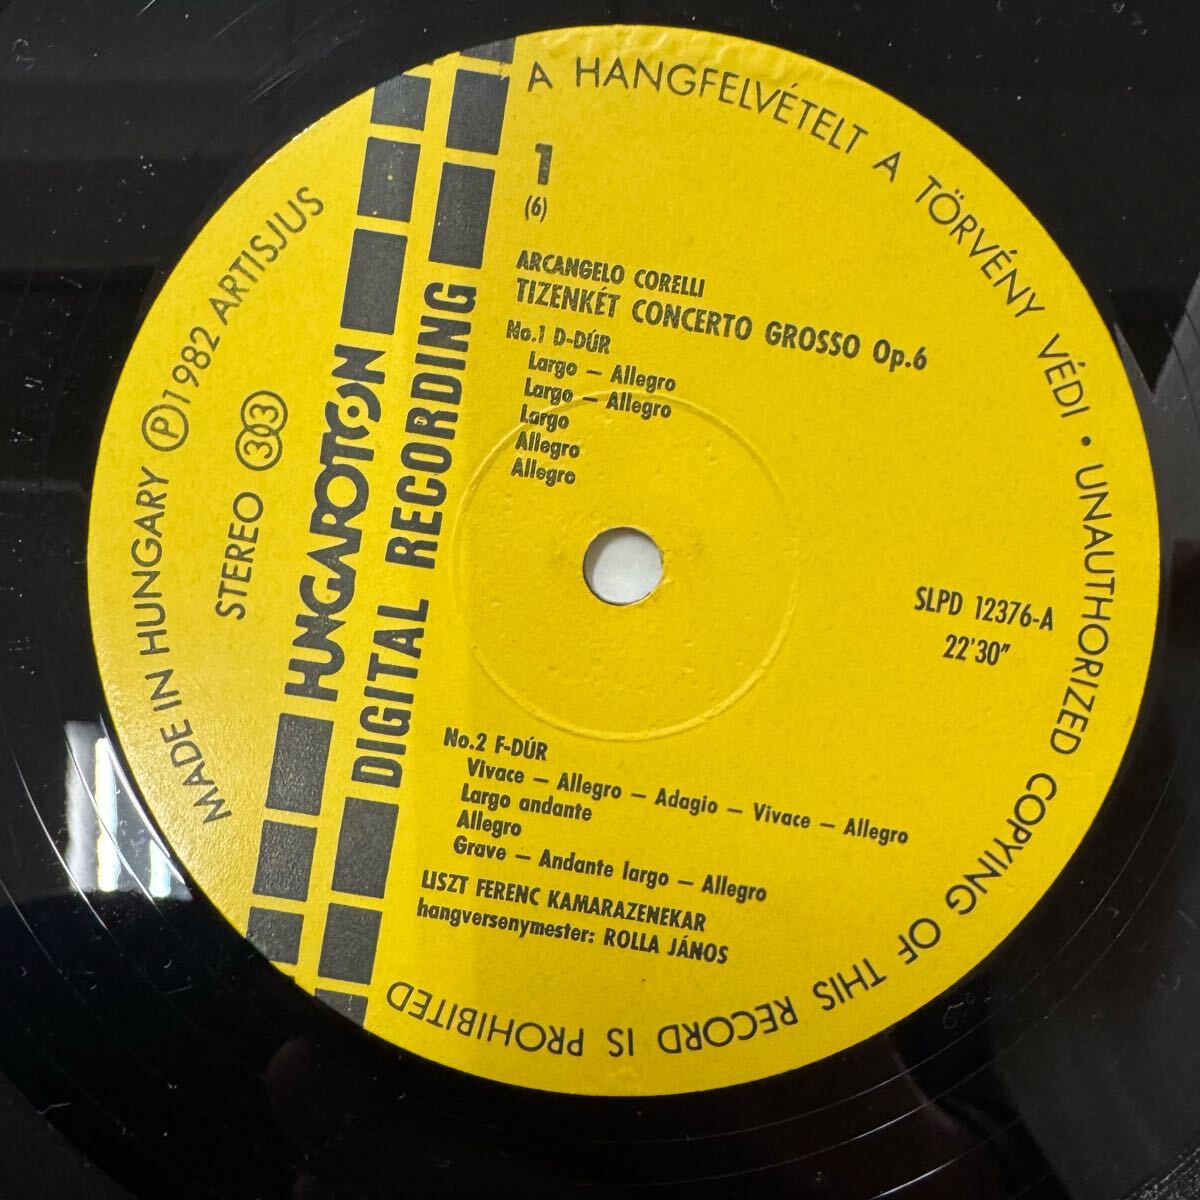 A HANGFELVÉTELT A TÖRVÉNY VÉDI • UNAUTHORIZED COPYING OF THIS RECORD IS PROHIBITED
MADE IN HUNGARY Ⓟ 1982 ARTISJUS
STEREO 33
HUNGAROTON
DIGITAL RECORDING
1
(6)
ARCANGELO CORELLI
TIZENKÉT CONCERTO GROSSO Op.6
No.1 D-DÚR
Largo – Allegro
Largo – Allegro
Largo
Allegro
Allegro
SLPD 12376-A
22'30"
No.2 F-DÚR
Vivace – Allegro – Adagio – Vivace – Allegro
Largo andante
Allegro
Grave – Andante largo – Allegro
LISZT FERENC KAMARAZENEKAR
hangversenymester: ROLLA JÁNOS